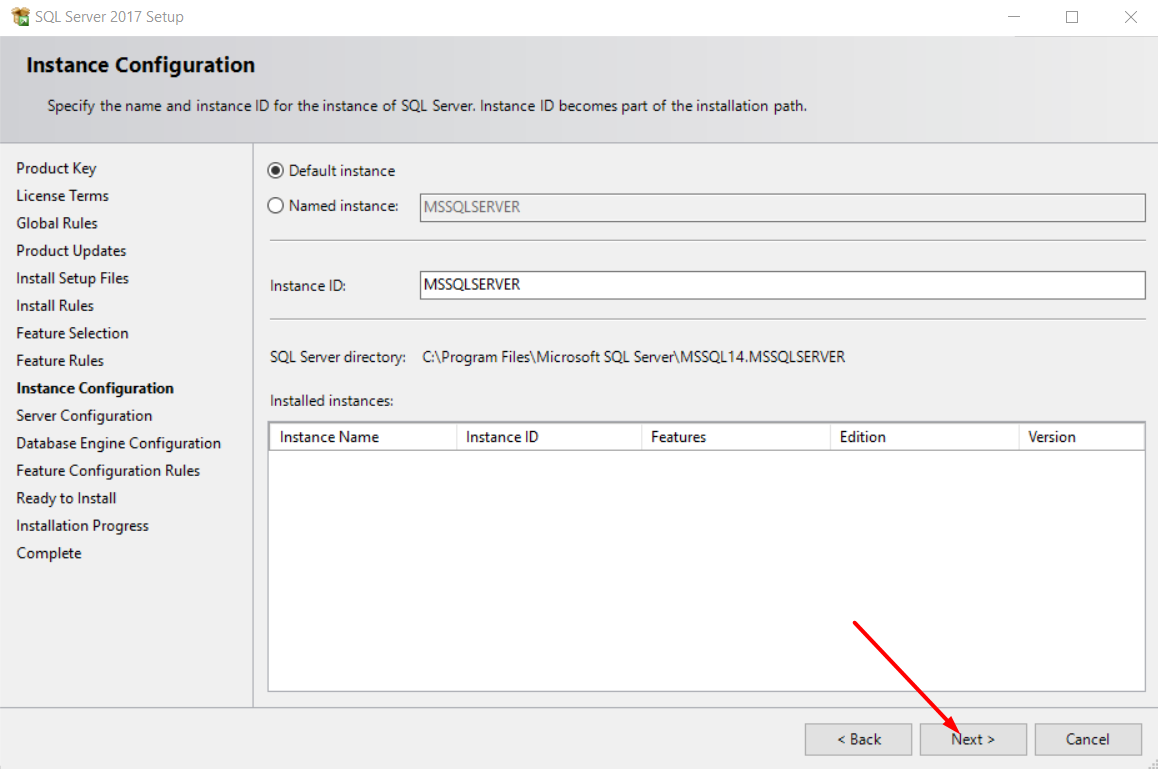 SQL Server 2017 Setup
Instance Configuration
Specify the name and instance ID for the instance of SQL Server. Instance ID becomes part of the installation path.
Product Key
License Terms
Global Rules
Product Updates
Install Setup Files
Install Rules
Feature Selection
Feature Rules
Instance Configuration
Server Configuration
Database Engine Configuration
Feature Configuration Rules
Ready to Install
Installation Progress
Complete
Default instance
Named instance: MSSQLSERVER
Instance ID: MSSQLSERVER
SQL Server directory: C:\Program Files\Microsoft SQL Server\MSSQL14.MSSQLSERVER
Installed instances:
Instance Name Instance ID Features Edition Version
< Back Next > Cancel